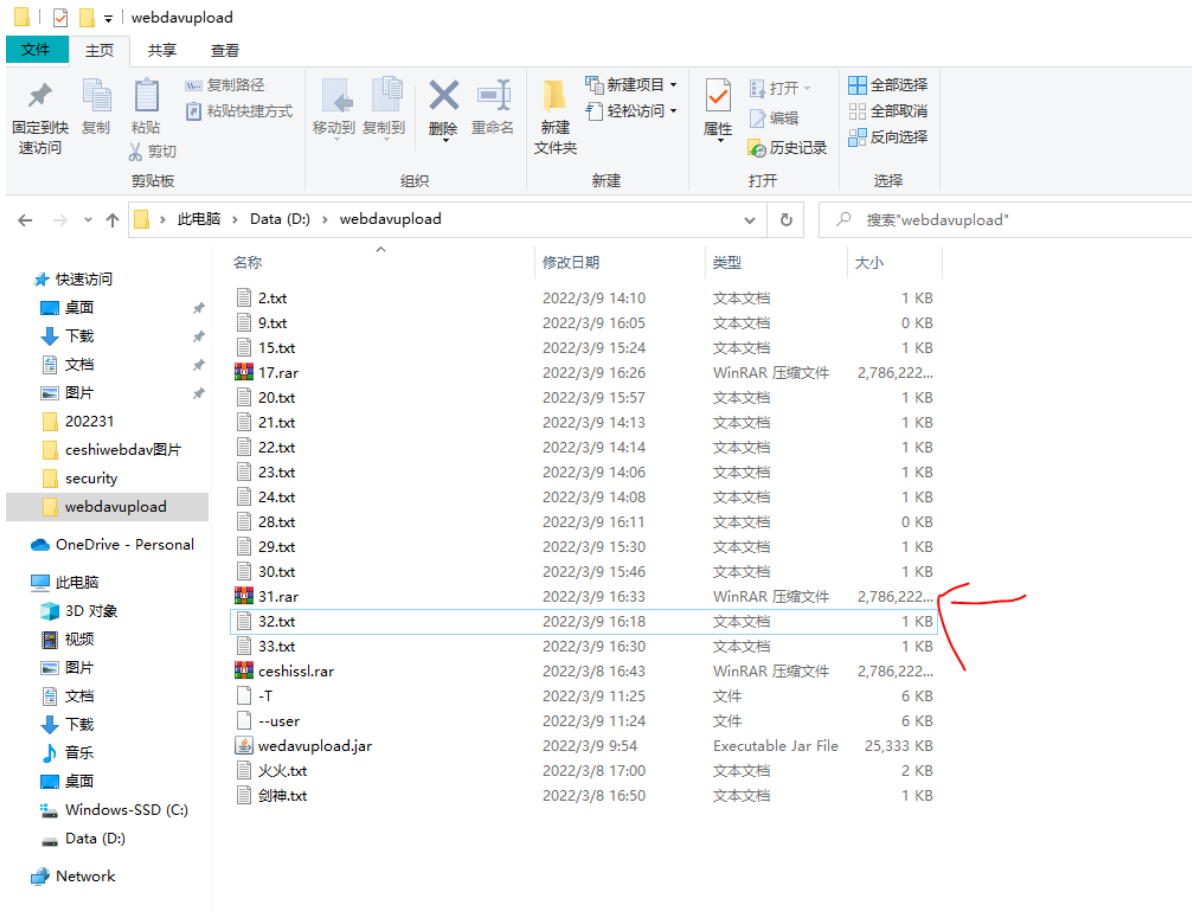 webdavupload
文件 主页 共享 查看
固定到快速访问 复制 粘贴 复制路径 粘贴快捷方式 剪切 移动到 复制到 删除 重命名 新建文件夹 新建项目 轻松访问 属性 打开 编辑 历史记录 全部选择 全部取消 反向选择
剪贴板 组织 新建 打开 选择
此电脑 > Data (D:) > webdavupload 搜索"webdavupload"
名称 修改日期 类型 大小
快速访问
桌面
下载
文档
图片
202231
ceshiwebdav图片
security
webdavupload
OneDrive - Personal
此电脑
3D 对象
视频
图片
文档
下载
音乐
桌面
Windows-SSD (C:)
Data (D:)
Network
2.txt 2022/3/9 14:10 文本文档 1 KB
9.txt 2022/3/9 16:05 文本文档 0 KB
15.txt 2022/3/9 15:24 文本文档 1 KB
17.rar 2022/3/9 16:26 WinRAR 压缩文件 2,786,222...
20.txt 2022/3/9 15:57 文本文档 1 KB
21.txt 2022/3/9 14:13 文本文档 1 KB
22.txt 2022/3/9 14:14 文本文档 1 KB
23.txt 2022/3/9 14:06 文本文档 1 KB
24.txt 2022/3/9 14:08 文本文档 1 KB
28.txt 2022/3/9 16:11 文本文档 0 KB
29.txt 2022/3/9 15:30 文本文档 1 KB
30.txt 2022/3/9 15:46 文本文档 1 KB
31.rar 2022/3/9 16:33 WinRAR 压缩文件 2,786,222...
32.txt 2022/3/9 16:18 文本文档 1 KB
33.txt 2022/3/9 16:30 文本文档 1 KB
ceshissl.rar 2022/3/8 16:43 WinRAR 压缩文件 2,786,222...
-T 2022/3/9 11:25 文件 6 KB
--user 2022/3/9 11:24 文件 6 KB
wedavupload.jar 2022/3/9 9:54 Executable Jar File 25,333 KB
火火.txt 2022/3/8 17:00 文本文档 2 KB
剑神.txt 2022/3/8 16:50 文本文档 1 KB